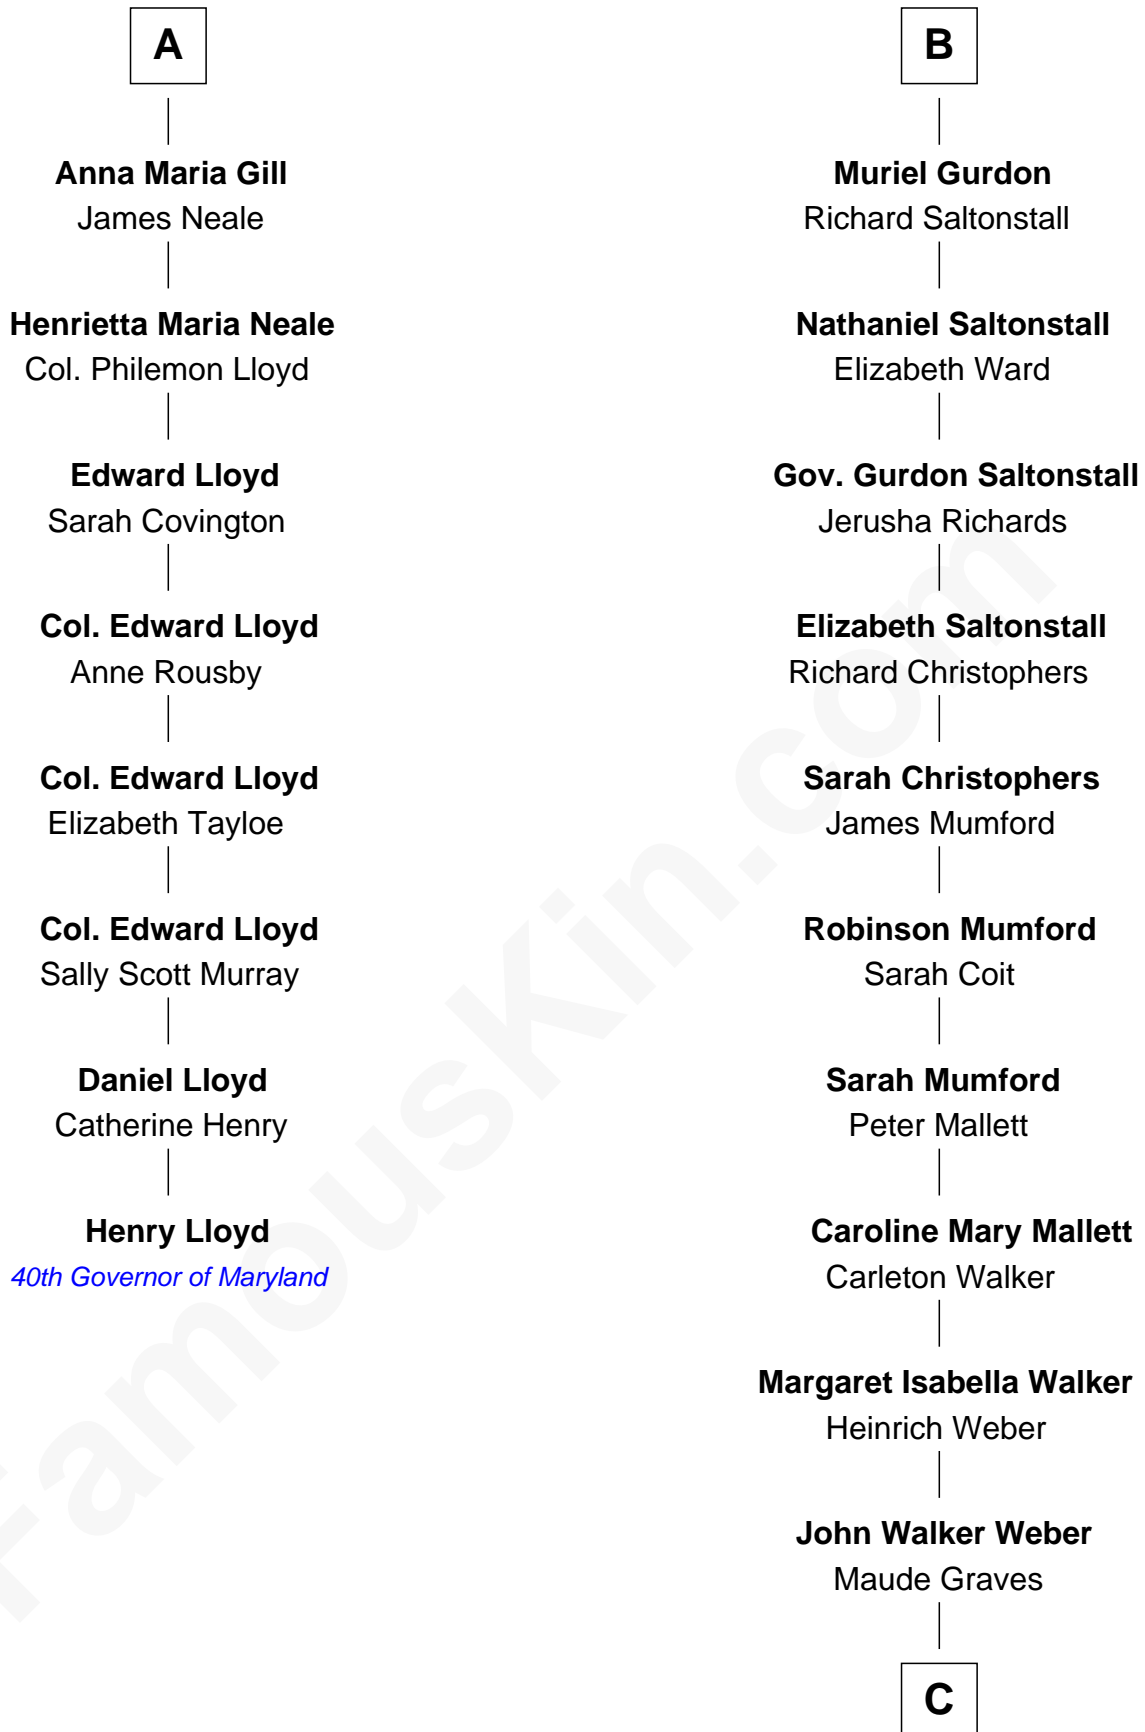 A
Anna Maria Gill
James Neale
Henrietta Maria Neale
Col. Philemon Lloyd
Edward Lloyd
Sarah Covington
Col. Edward Lloyd
Anne Rousby
Col. Edward Lloyd
Elizabeth Tayloe
Col. Edward Lloyd
Sally Scott Murray
Daniel Lloyd
Catherine Henry
Henry Lloyd
40th Governor of Maryland
B
Muriel Gurdon
Richard Saltonstall
Nathaniel Saltonstall
Elizabeth Ward
Gov. Gurdon Saltonstall
Jerusha Richards
Elizabeth Saltonstall
Richard Christophers
Sarah Christophers
James Mumford
Robinson Mumford
Sarah Coit
Sarah Mumford
Peter Mallett
Caroline Mary Mallett
Carleton Walker
Margaret Isabella Walker
Heinrich Weber
John Walker Weber
Maude Graves
C
FamousKin.com